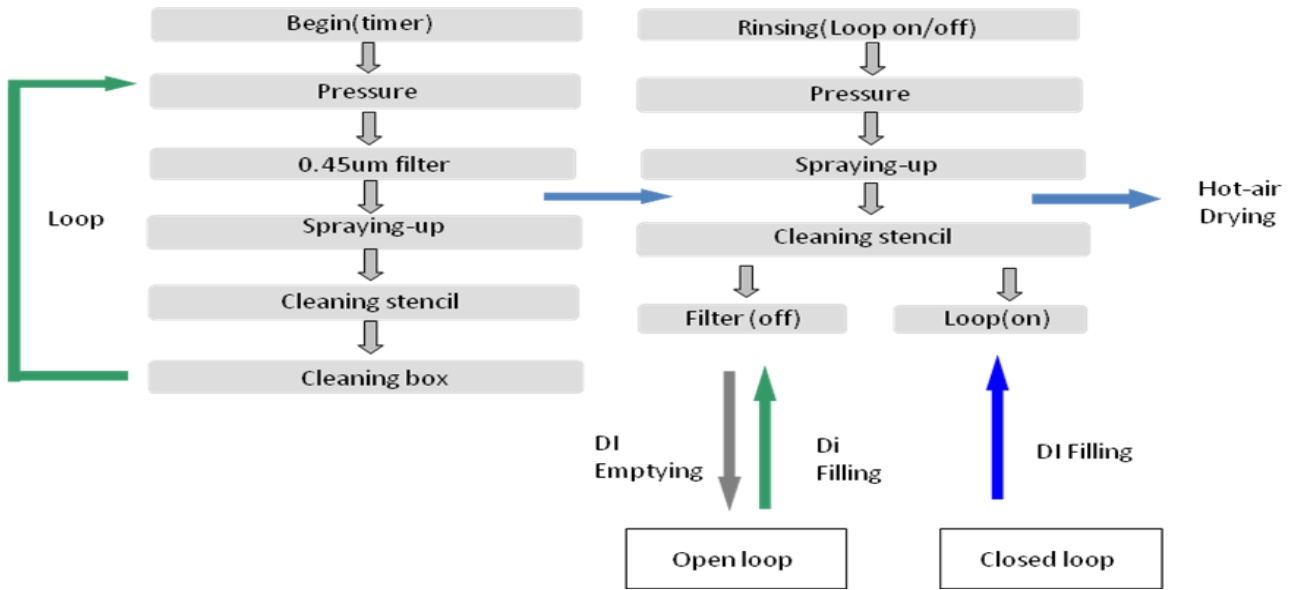 Begin(timer)
Pressure
0.45um filter
Spraying-up
Cleaning stencil
Cleaning box
Loop
Rinsing(Loop on/off)
Pressure
Spraying-up
Cleaning stencil
Filter (off)
Loop(on)
Hot-air
Drying
DI
Emptying
Di
Filling
DI Filling
Open loop
Closed loop